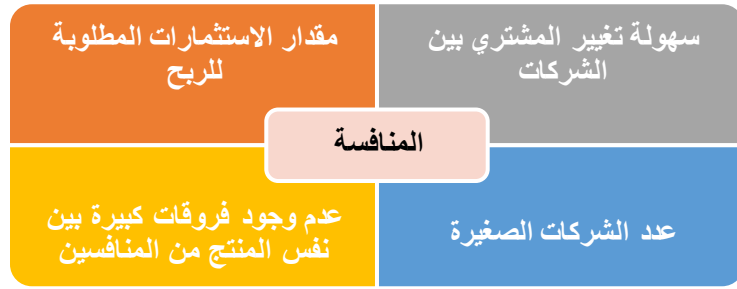 سهولة تغيير المشتري بين
الشركات
مقدار الاستثمارات المطلوبة
للربح
المنافسة
عدد الشركات الصغيرة
عدم وجود فروقات كبيرة بين
نفس المنتج من المنافسين